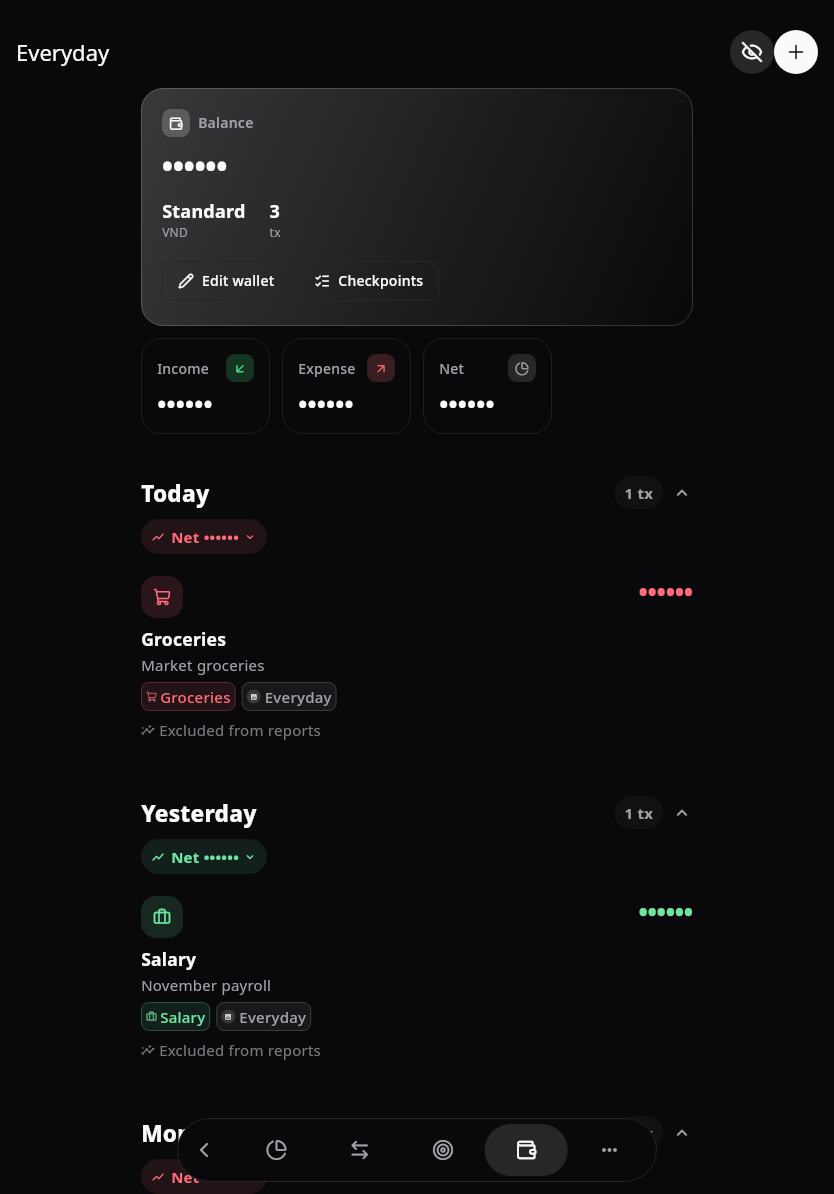 Everyday
Balance
••••••
Standard 3
VND tx
Edit wallet Checkpoints
Income Expense Net
•••••• •••••• ••••••
Today 1 tx
Net ••••••
••••••
Groceries
Market groceries
Groceries Everyday
Excluded from reports
Yesterday 1 tx
Net ••••••
••••••
Salary
November payroll
Salary Everyday
Excluded from reports
Net